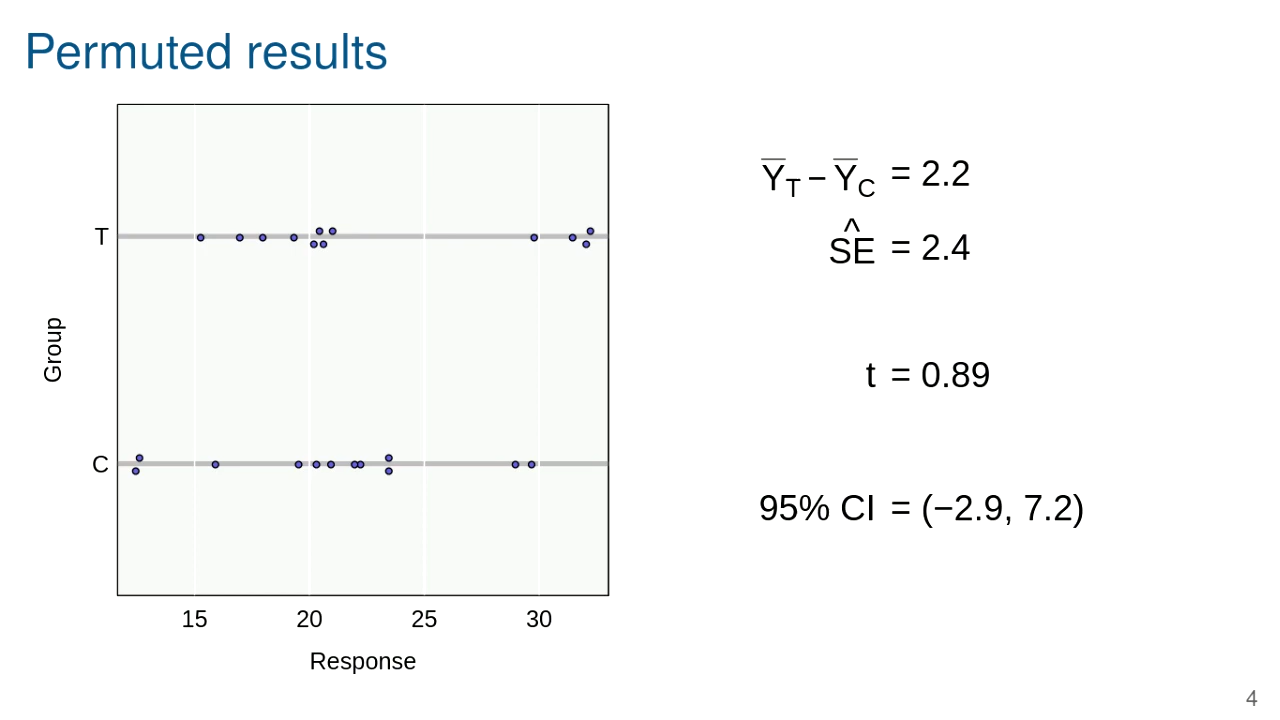 Permuted results
T
C
Group
15 20 25 30
Response
Y̅T – Y̅C = 2.2
SÊ = 2.4
t = 0.89
95% CI = (−2.9, 7.2)
4